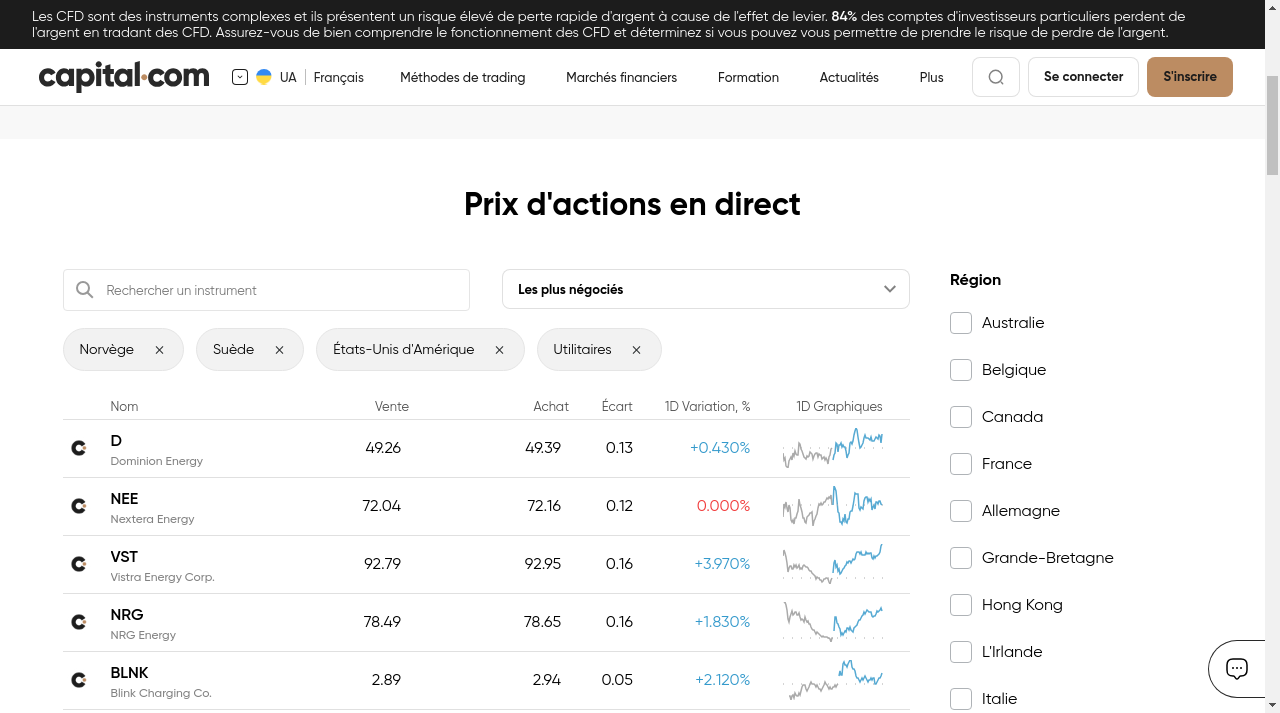 Les CFD sont des instruments complexes et ils présentent un risque élevé de perte rapide d'argent à cause de l'effet de levier. 84% des comptes d'investisseurs particuliers perdent de
l'argent en tradant des CFD. Assurez-vous de bien comprendre le fonctionnement des CFD et déterminez si vous pouvez vous permettre de prendre le risque de perdre de l'argent.
capital.com UA Français Méthodes de trading Marchés financiers Formation Actualités Plus Se connecter S'inscrire
Prix d'actions en direct
Rechercher un instrument Les plus négociés Région
Australie
Norvège × Suède × États-Unis d'Amérique × Utilitaires ×
Belgique
Nom Vente Achat Écart 1D Variation, % 1D Graphiques
Canada
D 49.26 49.39 0.13 +0.430%
Dominion Energy
France
NEE 72.04 72.16 0.12 0.000%
Nextera Energy
Allemagne
VST 92.79 92.95 0.16 +3.970%
Vistra Energy Corp.
Grande-Bretagne
NRG 78.49 78.65 0.16 +1.830%
NRG Energy
Hong Kong
L'Irlande
BLNK 2.89 2.94 0.05 +2.120%
Blink Charging Co.
Italie